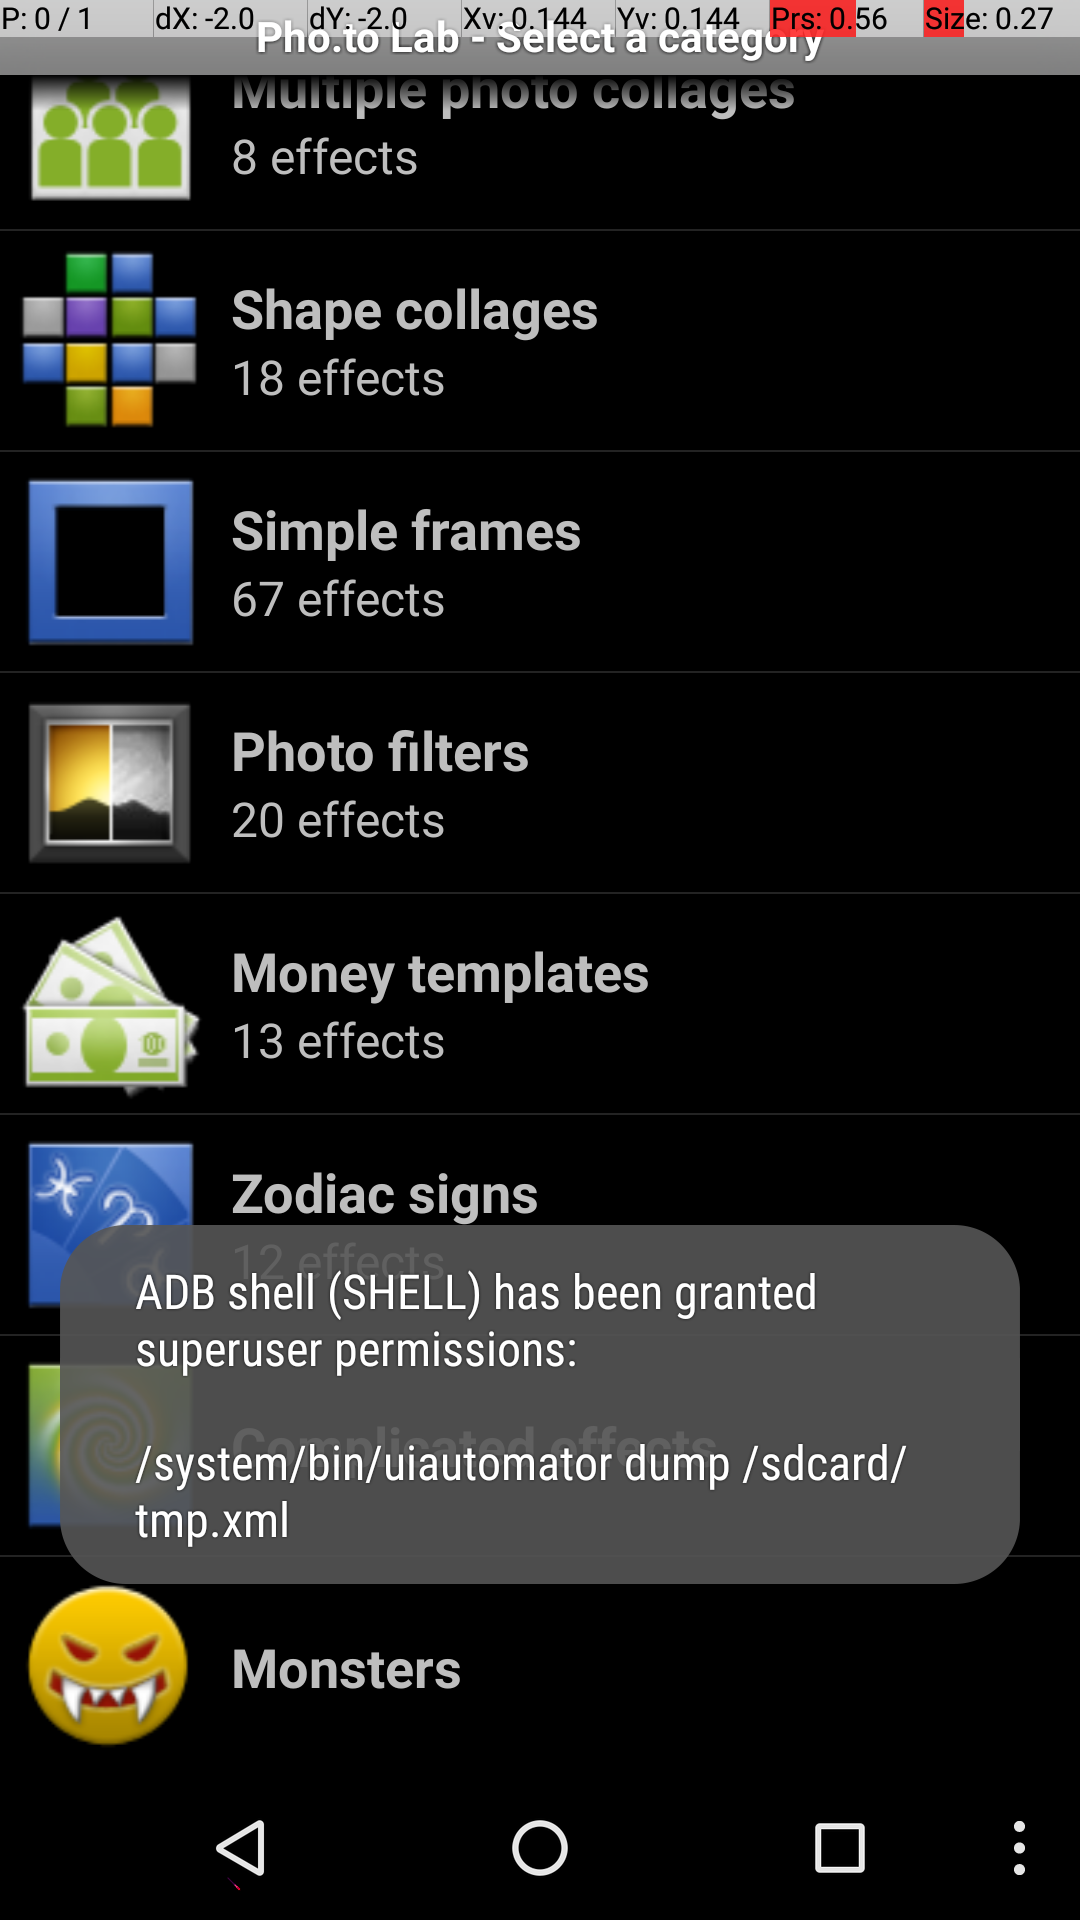 P: 0 / 1 dX: -2.0 dY: -2.0 Xv: 0.144 Yv: 0.144 Prs: 0.56 Size: 0.27
Pho.to Lab - Select a category
Multiple photo collages
8 effects
Shape collages
18 effects
Simple frames
67 effects
Photo filters
20 effects
Money templates
13 effects
Zodiac signs
12 effects
ADB shell (SHELL) has been granted
superuser permissions:
Complicated effects
/system/bin/uiautomator dump /sdcard/
tmp.xml
Monsters